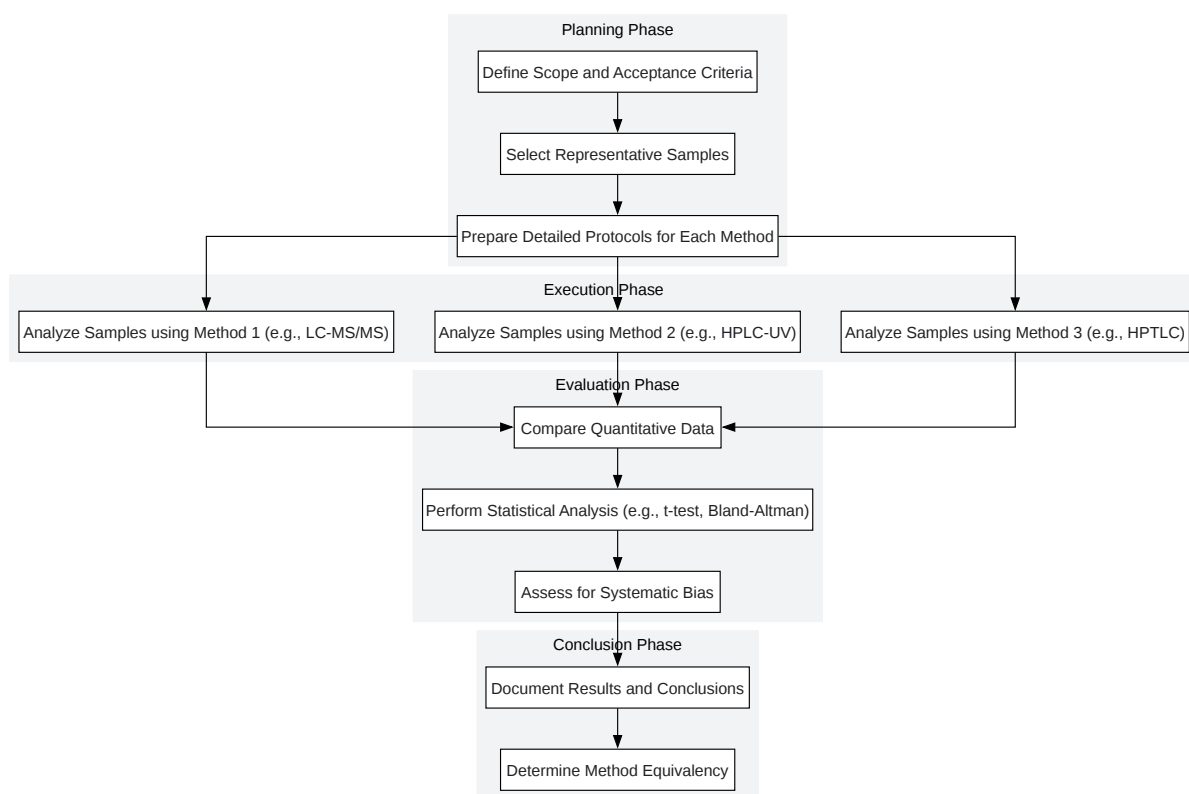 Planning Phase
Define Scope and Acceptance Criteria
Select Representative Samples
Prepare Detailed Protocols for Each Method
Execution Phase
Analyze Samples using Method 1 (e.g., LC-MS/MS)
Analyze Samples using Method 2 (e.g., HPLC-UV)
Analyze Samples using Method 3 (e.g., HPTLC)
Evaluation Phase
Compare Quantitative Data
Perform Statistical Analysis (e.g., t-test, Bland-Altman)
Assess for Systematic Bias
Conclusion Phase
Document Results and Conclusions
Determine Method Equivalency